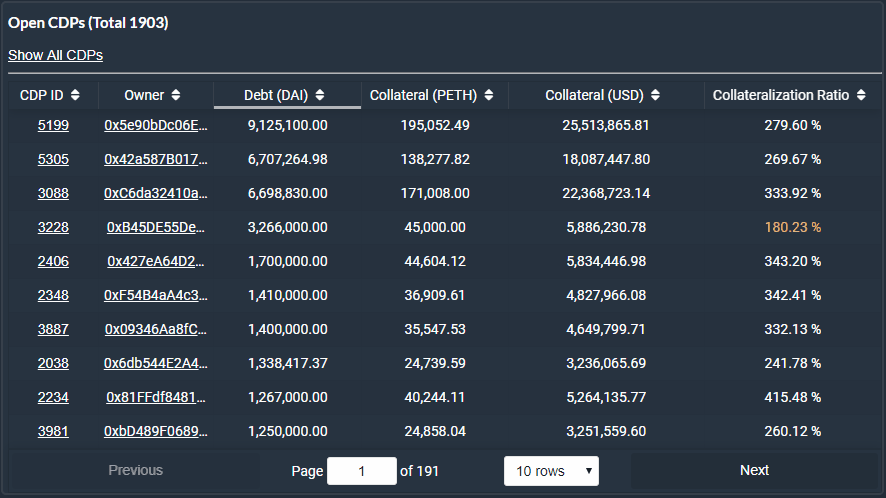 Open CDPs (Total 1903)
Show All CDPs
CDP ID Owner Debt (DAI) Collateral (PETH) Collateral (USD) Collateralization Ratio
5199 0x5e90bDc06E... 9,125,100.00 195,052.49 25,513,865.81 279.60 %
5305 0x42a587B017... 6,707,264.98 138,277.82 18,087,447.80 269.67 %
3088 0xC6da32410a... 6,698,830.00 171,008.00 22,368,723.14 333.92 %
3228 0xB45DE55De... 3,266,000.00 45,000.00 5,886,230.78 180.23 %
2406 0x427eA64D2... 1,700,000.00 44,604.12 5,834,446.98 343.20 %
2348 0xF54B4aA4c3... 1,410,000.00 36,909.61 4,827,966.08 342.41 %
3887 0x09346Aa8fC... 1,400,000.00 35,547.53 4,649,799.71 332.13 %
2038 0x6db544E2A4... 1,338,417.37 24,739.59 3,236,065.69 241.78 %
2234 0x81FFdf8481... 1,267,000.00 40,244.11 5,264,135.77 415.48 %
3981 0xbD489F0689... 1,250,000.00 24,858.04 3,251,559.60 260.12 %
Previous Page 1 of 191 10 rows Next